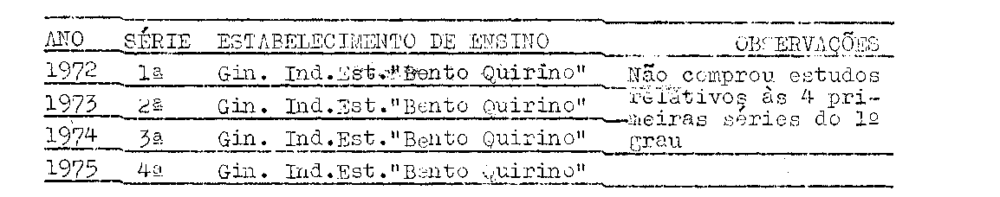 ANO SÉRIE ESTABELECIMENTO DE ENSINO OBSERVAÇÕES
1972 1ª Gin. Ind.Est."Bento Quirino" Não comprou estudos
relativos às 4 pri-
1973 2ª Gin. Ind.Est."Bento Quirino"
meiras séries do 1º
1974 3ª Gin. Ind.Est."Bento Quirino" grau
1975 4ª Gin. Ind.Est."Bento Quirino"